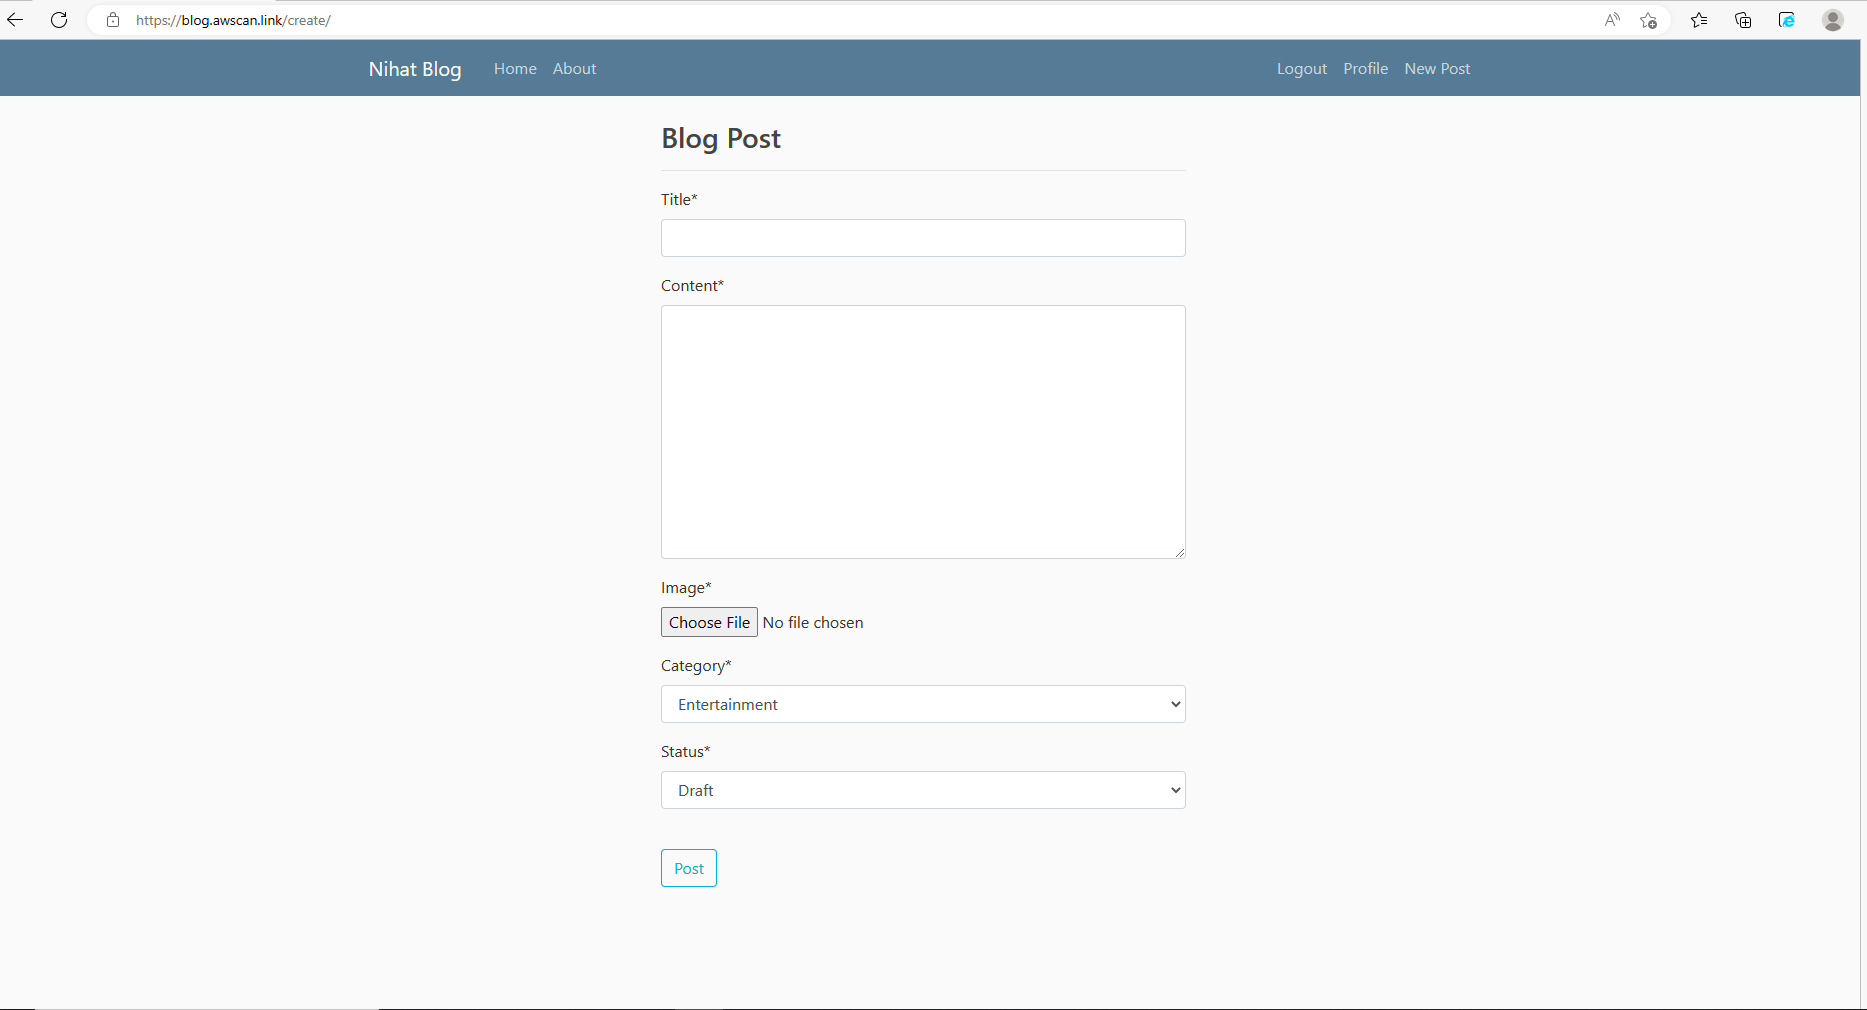 https://blog.awscan.link/create/
Nihat Blog Home About Logout Profile New Post
Blog Post
Title*
Content*
Image*
Choose File No file chosen
Category*
Entertainment
Status*
Draft
Post